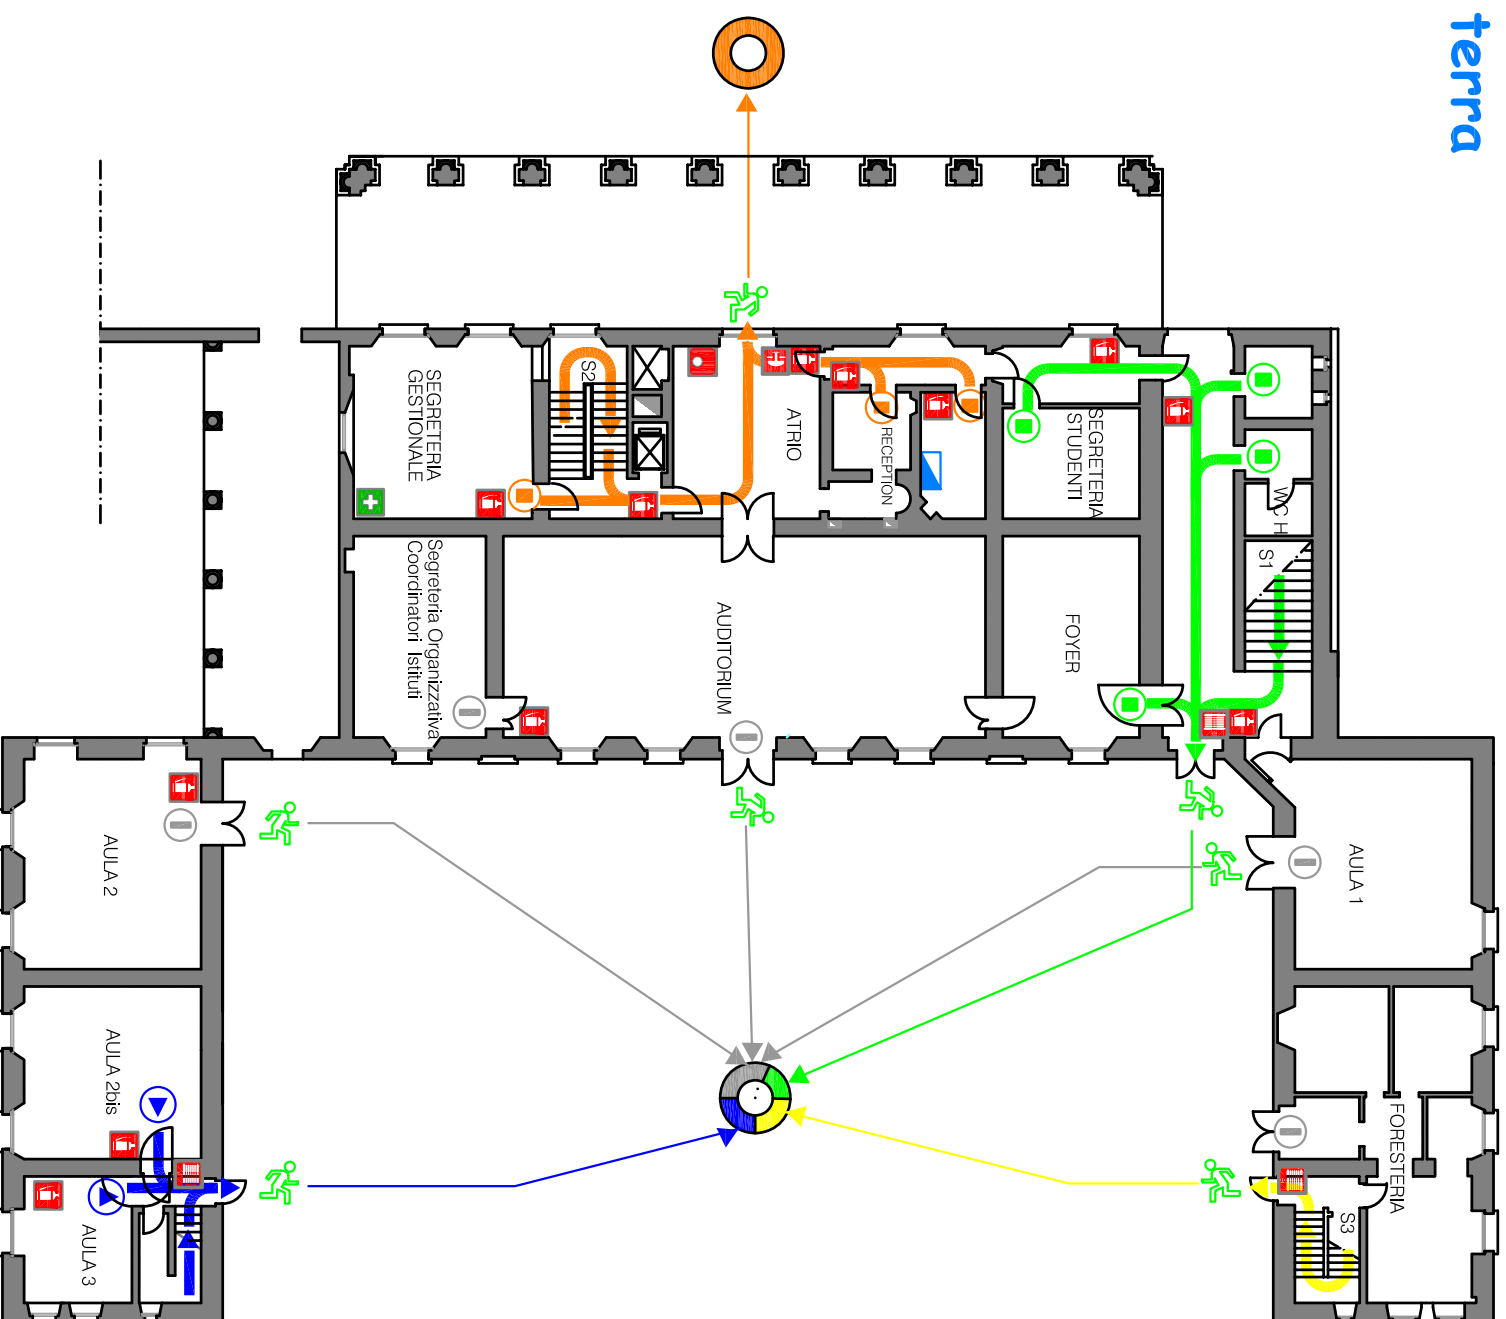 terra
SEGRETERIA
GESTIONALE
S2
ATRIO
RECEPTION
SEGRETERIA
STUDENTI
WC H
S1
Segreteria Organizzativa
Coordinatori Istituti
AUDITORIUM
FOYER
AULA 2
AULA 1
AULA 2bis
FORESTERIA
AULA 3
S3